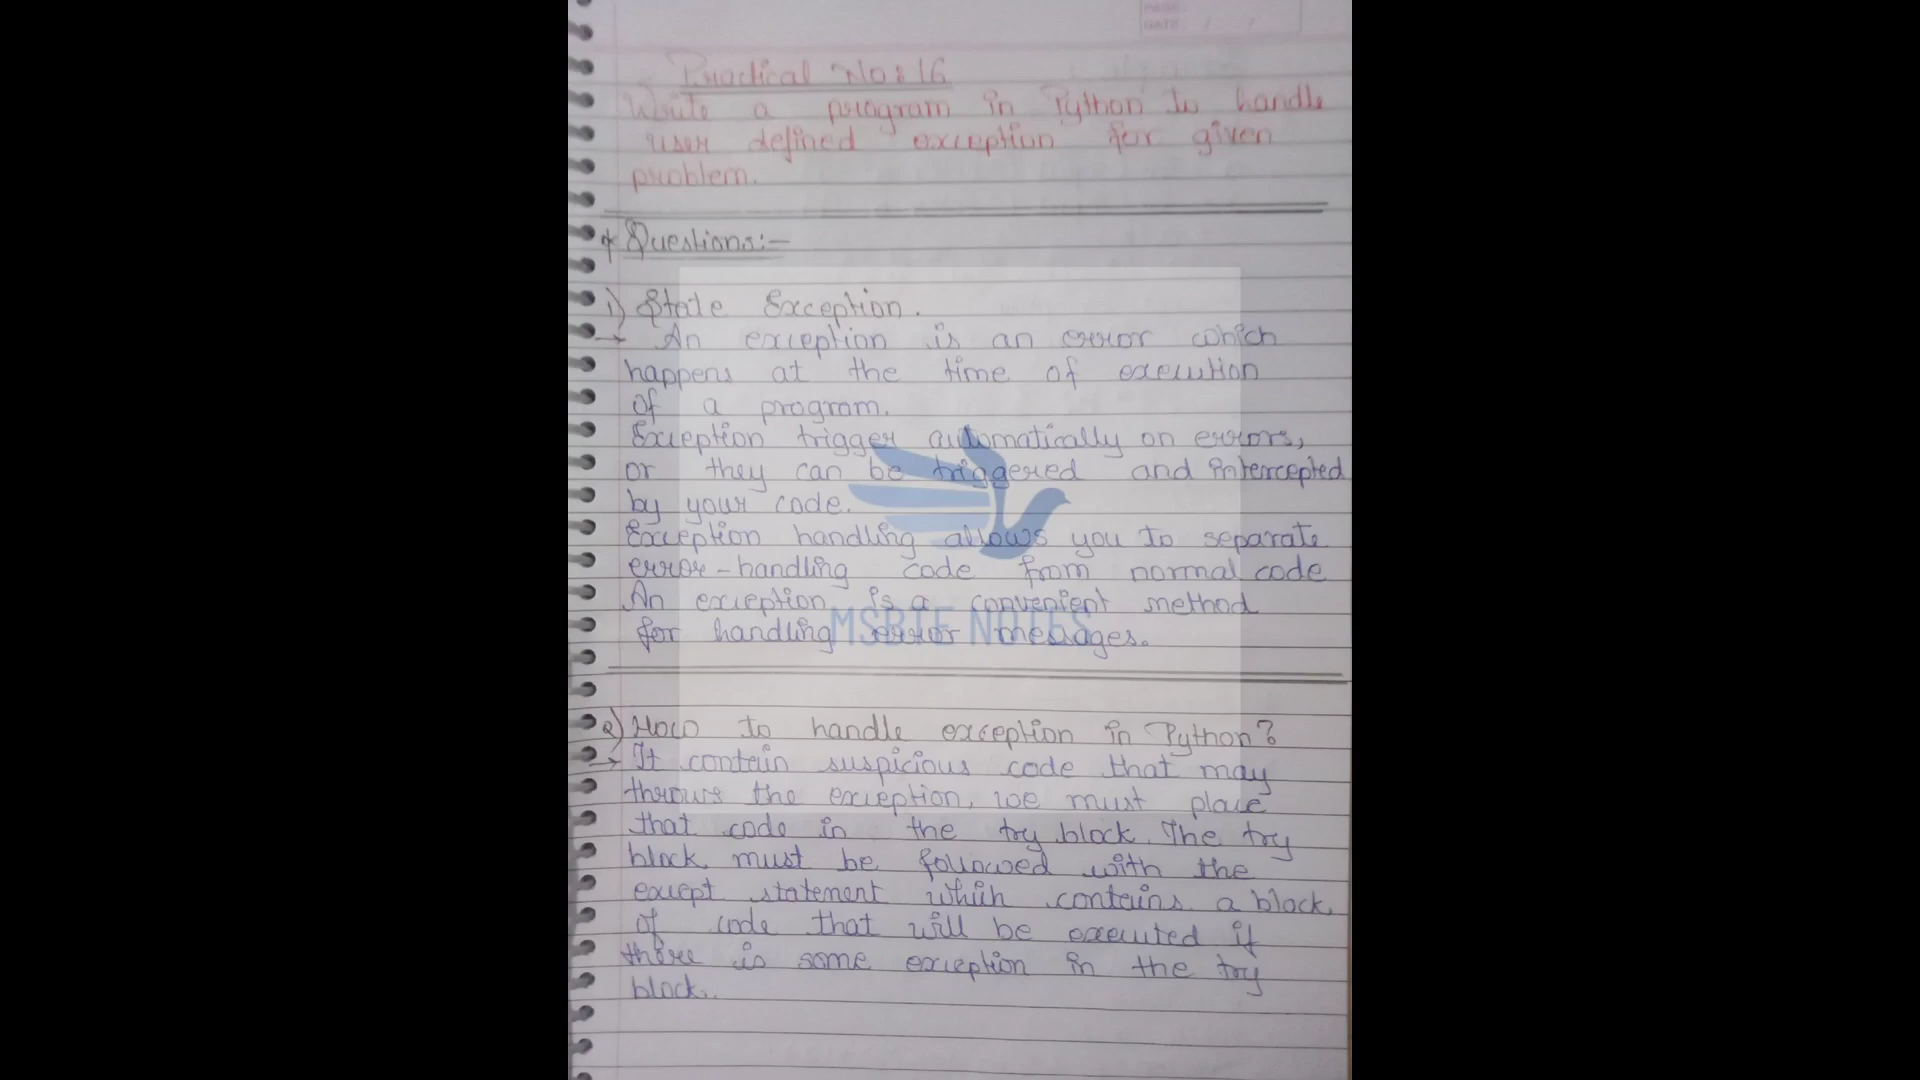 PAGE
DATE / /
Practical No: 16
Write a program in Python to handle
user defined exception for given
problem.
* Questions:-
1) State Exception.
→ An exception is an error which
happens at the time of execution
of a program.
Exception trigger automatically on errors,
or they can be triggered and intercepted
by your code.
Exception handling allows you to separate
error-handling code from normal code
An exception is a convenient method
for handling error messages.
MSBTE NOTES
2) How to handle exception in Python?
→ It contain suspicious code that may
throws the exception, we must place
that code in the try block. The try
block must be followed with the
except statement which contains a block
of code that will be executed if
there is some exception in the try
block.